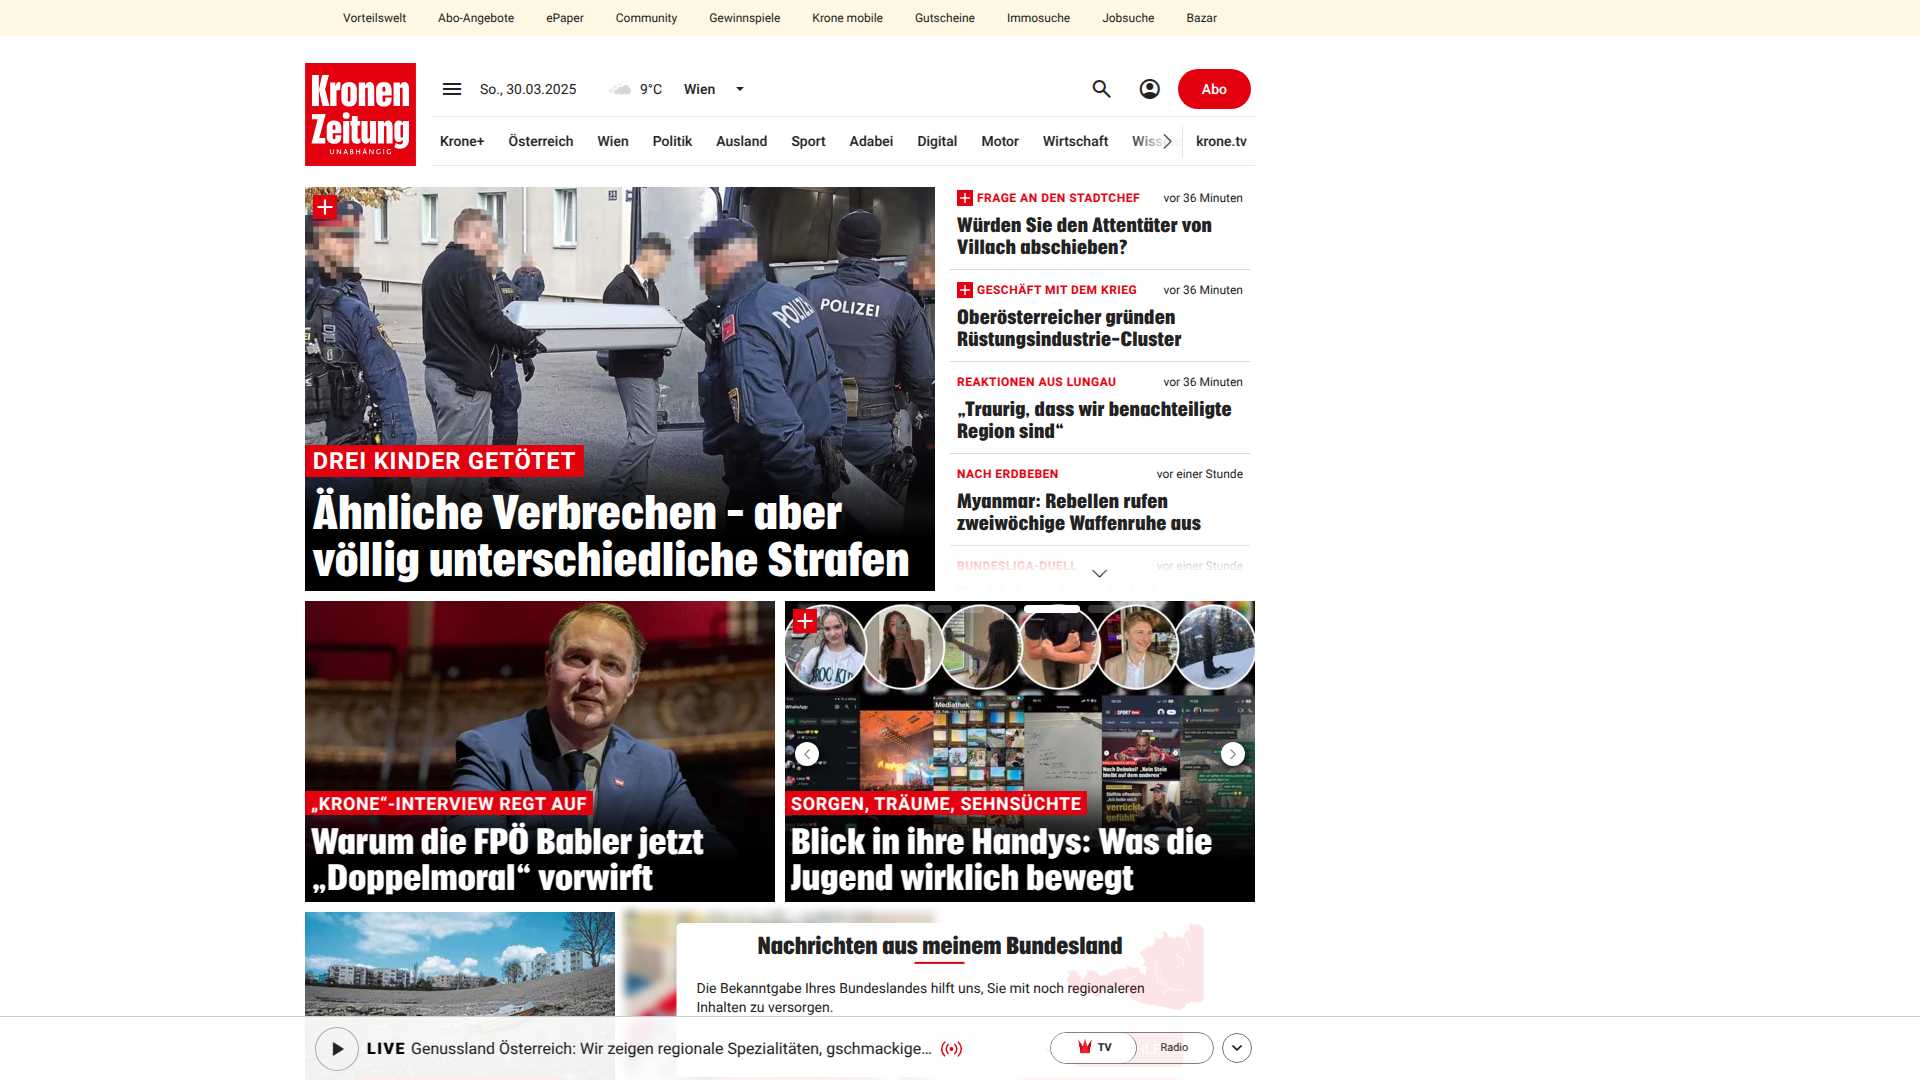 Vorteilswelt Abo-Angebote ePaper Community Gewinnspiele Krone mobile Gutscheine Immosuche Jobsuche Bazar
Kronen
Zeitung
UNABHÄNGIG
So., 30.03.2025 9°C Wien
Abo
Krone+ Österreich Wien Politik Ausland Sport Adabei Digital Motor Wirtschaft krone.tv
POLIZEI
POLIZEI
DREI KINDER GETÖTET
Ähnliche Verbrechen – aber
völlig unterschiedliche Strafen
FRAGE AN DEN STADTCHEF vor 36 Minuten
Würden Sie den Attentäter von
Villach abschieben?
GESCHÄFT MIT DEM KRIEG vor 36 Minuten
Oberösterreicher gründen
Rüstungsindustrie-Cluster
REAKTIONEN AUS LUNGAU vor 36 Minuten
„Traurig, dass wir benachteiligte
Region sind“
NACH ERDBEBEN vor einer Stunde
Myanmar: Rebellen rufen
zweiwöchige Waffenruhe aus
BUNDESLIGA-DUELL vor einer Stunde
„KRONE“-INTERVIEW REGT AUF
Warum die FPÖ Babler jetzt
„Doppelmoral“ vorwirft
WhatsApp
Mediathek
SORGEN, TRÄUME, SEHNSÜCHTE
Blick in ihre Handys: Was die
Jugend wirklich bewegt
Nachrichten aus meinem Bundesland
Die Bekanntgabe Ihres Bundeslandes hilft uns, Sie mit noch regionaleren
Inhalten zu versorgen.
LIVE Genussland Österreich: Wir zeigen regionale Spezialitäten, gschmackige...
TV Radio